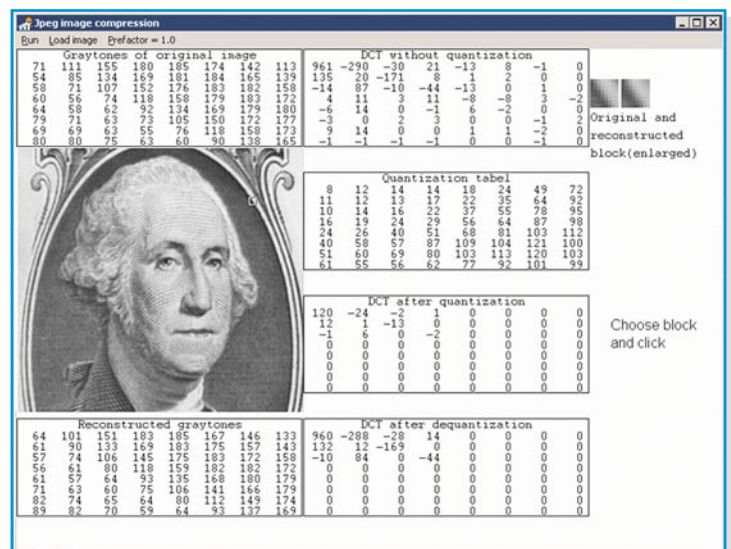 Jpeg image compression
Run Load image Prefactor = 1.0
Graytones of original image
71 111 155 180 185 174 142 113
54 85 134 169 181 184 165 139
58 71 107 152 176 183 182 158
60 56 74 118 158 179 183 172
64 58 62 92 134 169 179 180
79 71 63 73 105 150 172 177
69 69 63 55 76 118 158 173
80 80 75 63 60 90 138 165
DCT without quantization
961 -290 -30 21 -13 8 -1 0
135 20 -171 8 1 2 0 0
-14 87 -10 -44 -13 0 1 0
4 11 3 11 -8 -8 3 -2
-6 14 0 -1 6 -2 0 0
-3 0 2 3 0 0 -1 2
9 14 0 0 1 1 -2 0
-1 -1 -1 -1 0 0 -1 0
Original and
reconstructed
block(enlarged)
Quantization tabel
8 12 14 14 18 24 49 72
11 12 13 17 22 35 64 92
10 14 16 22 37 55 78 95
16 19 24 29 56 64 87 98
24 26 40 51 68 81 103 112
40 58 57 87 109 104 121 100
51 60 69 80 103 113 120 103
61 55 56 62 77 92 101 99
DCT after quantization
120 -24 -2 1 0 0 0 0
12 1 -13 0 0 0 0 0
-1 6 0 -2 0 0 0 0
0 0 0 0 0 0 0 0
0 0 0 0 0 0 0 0
0 0 0 0 0 0 0 0
0 0 0 0 0 0 0 0
0 0 0 0 0 0 0 0
Choose block
and click
Reconstructed graytones
64 101 151 183 185 167 146 133
61 90 133 169 183 175 157 143
57 74 106 145 175 183 172 158
56 61 80 118 159 182 182 172
61 57 64 93 135 168 180 179
71 63 60 75 106 141 166 179
82 74 65 64 80 112 149 174
89 82 70 59 64 93 137 169
DCT after dequantization
960 -288 -28 14 0 0 0 0
132 12 -169 0 0 0 0 0
-10 84 0 -44 0 0 0 0
0 0 0 0 0 0 0 0
0 0 0 0 0 0 0 0
0 0 0 0 0 0 0 0
0 0 0 0 0 0 0 0
0 0 0 0 0 0 0 0